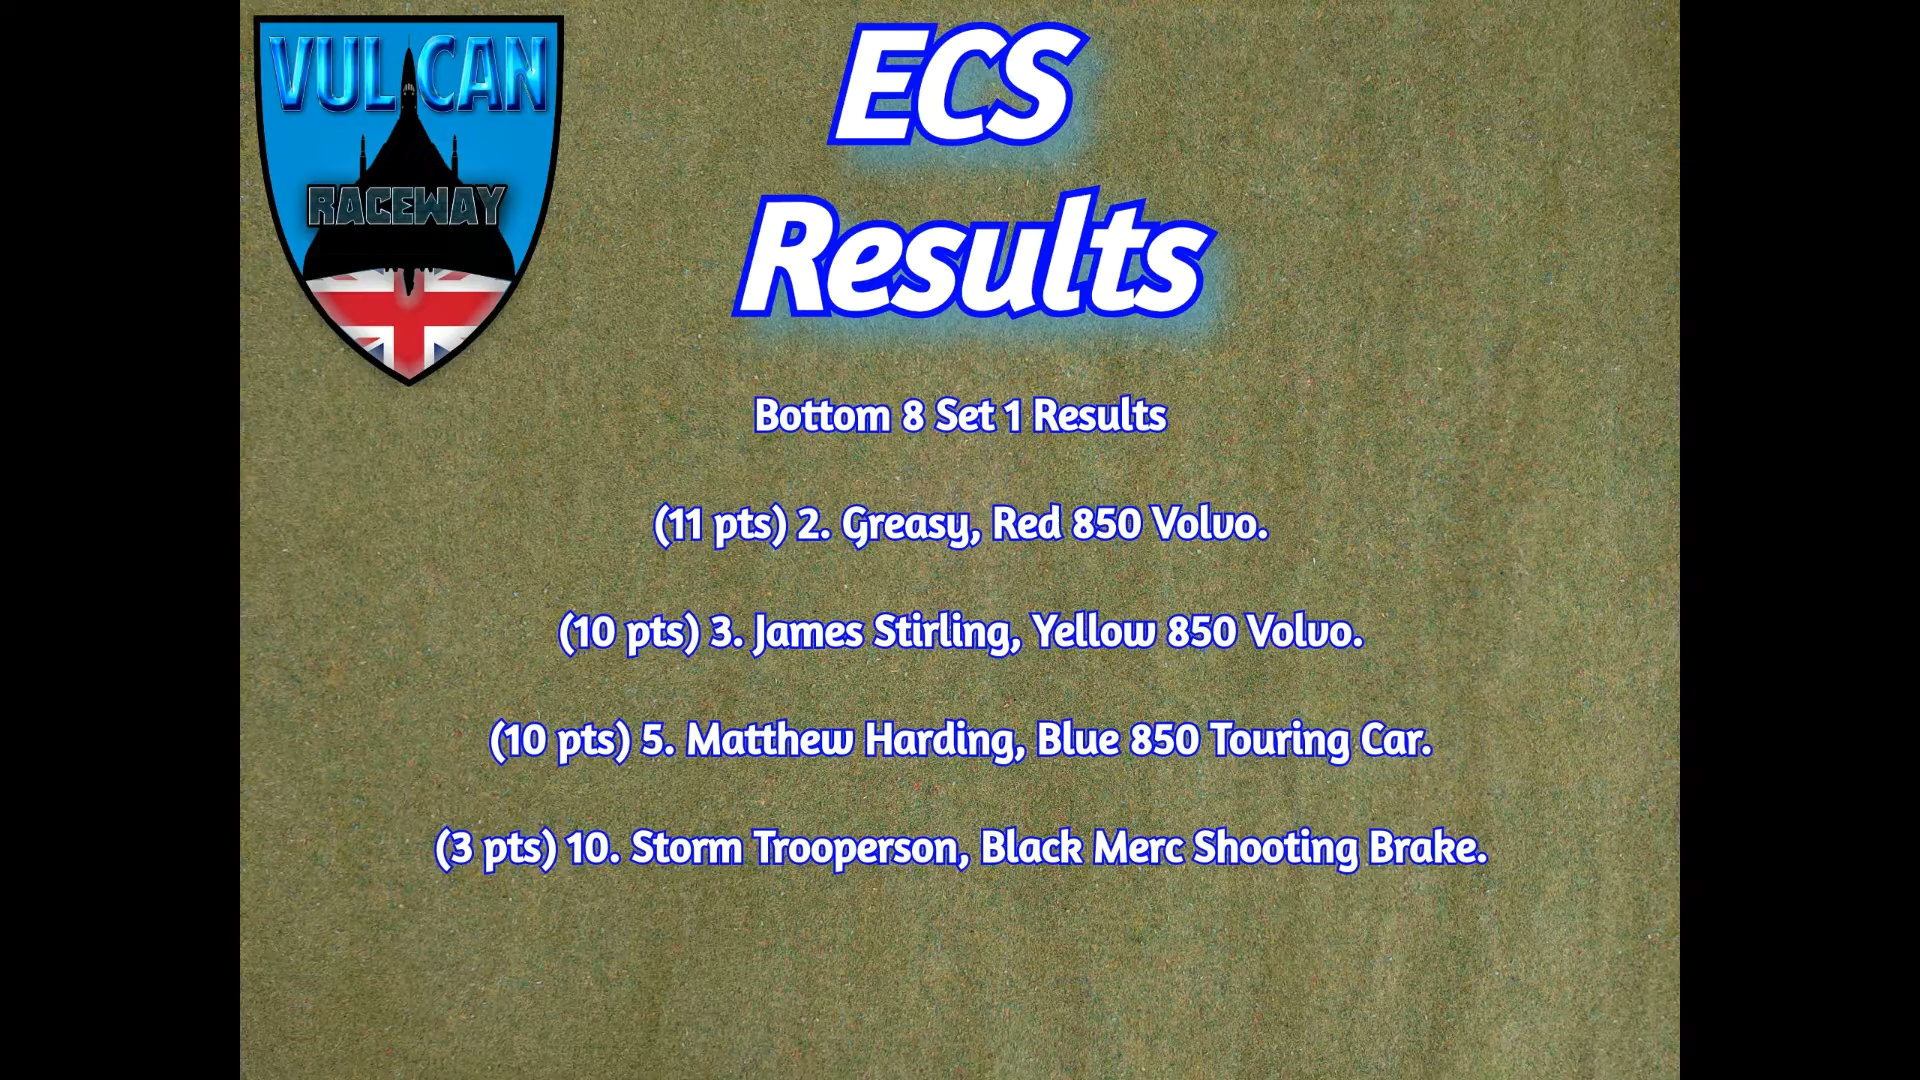 VULCAN
RACEWAY
ECS
Results
Bottom 8 Set 1 Results
(11 pts) 2. Greasy, Red 850 Volvo.
(10 pts) 3. James Stirling, Yellow 850 Volvo.
(10 pts) 5. Matthew Harding, Blue 850 Touring Car.
(3 pts) 10. Storm Trooperson, Black Merc Shooting Brake.